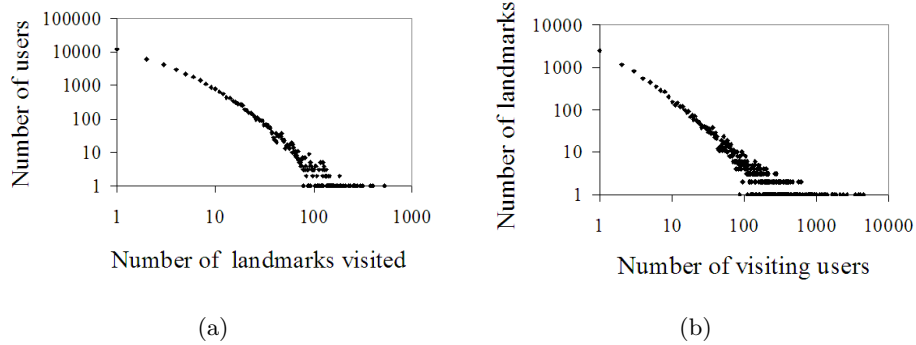 Number of users
100000
10000
1000
100
10
1
1 10 100 1000
Number of landmarks visited
(a)
Number of landmarks
10000
1000
100
10
1
1 10 100 1000 10000
Number of visiting users
(b)